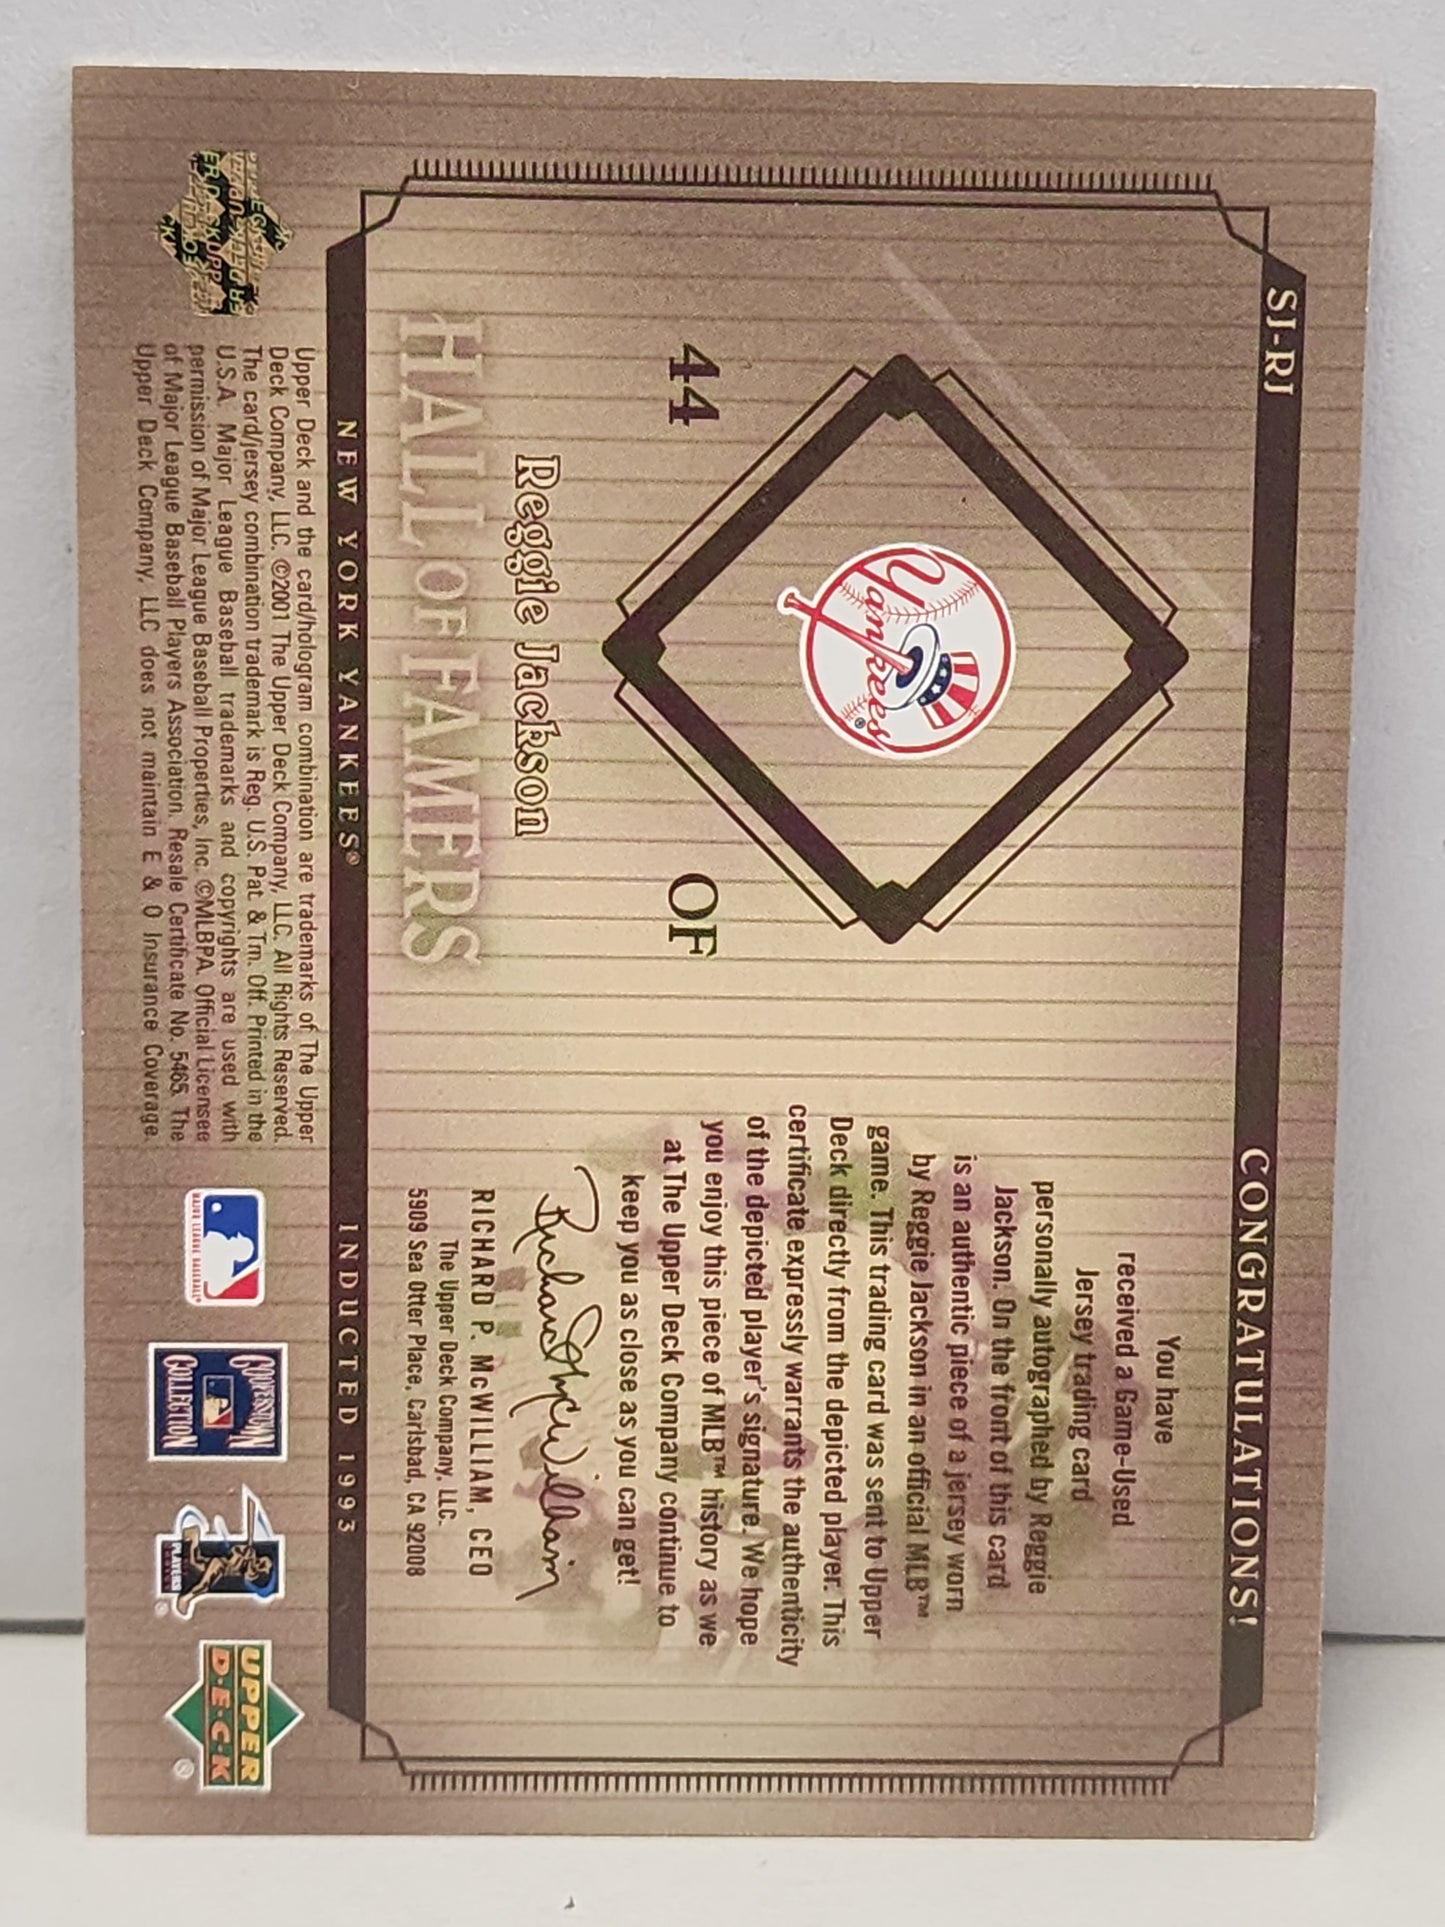 SJ-RJ
CONGRATULATIONS!
Yankees®
44
OF
Reggie Jackson
HALL OF FAMERS
You have
received a Game-Used
Jersey trading card
personally autographed by Reggie
Jackson. On the front of this card
is an authentic piece of a jersey worn
by Reggie Jackson in an official MLB™
game. This trading card was sent to Upper
Deck directly from the depicted player. This
certificate expressly warrants the authenticity
of the depicted player's signature. We hope
you enjoy this piece of MLB™ history as we
at The Upper Deck Company continue to
keep you as close as you can get!
Richard P. McWilliam
RICHARD P. McWILLIAM, CEO
The Upper Deck Company, LLC.
5909 Sea Otter Place, Carlsbad, CA 92008
NEW YORK YANKEES®
INDUCTED 1993
Upper Deck and the card/hologram combination are trademarks of The Upper
Deck Company, LLC. ©2001 The Upper Deck Company, LLC. All Rights Reserved.
The card/jersey combination trademark is Reg. U.S. Pat. & Tm. Off. Printed in the
U.S.A. Major League Baseball trademarks and copyrights are used with
permission of Major League Baseball Properties, Inc. ©MLBPA. Official Licensee
of Major League Baseball Players Association. Resale Certificate No. 5465. The
Upper Deck Company, LLC does not maintain E & O Insurance Coverage.
MAJOR LEAGUE BASEBALL®
COOPERSTOWN
COLLECTION
PLAYERS
UPPER
D·E·C·K
®